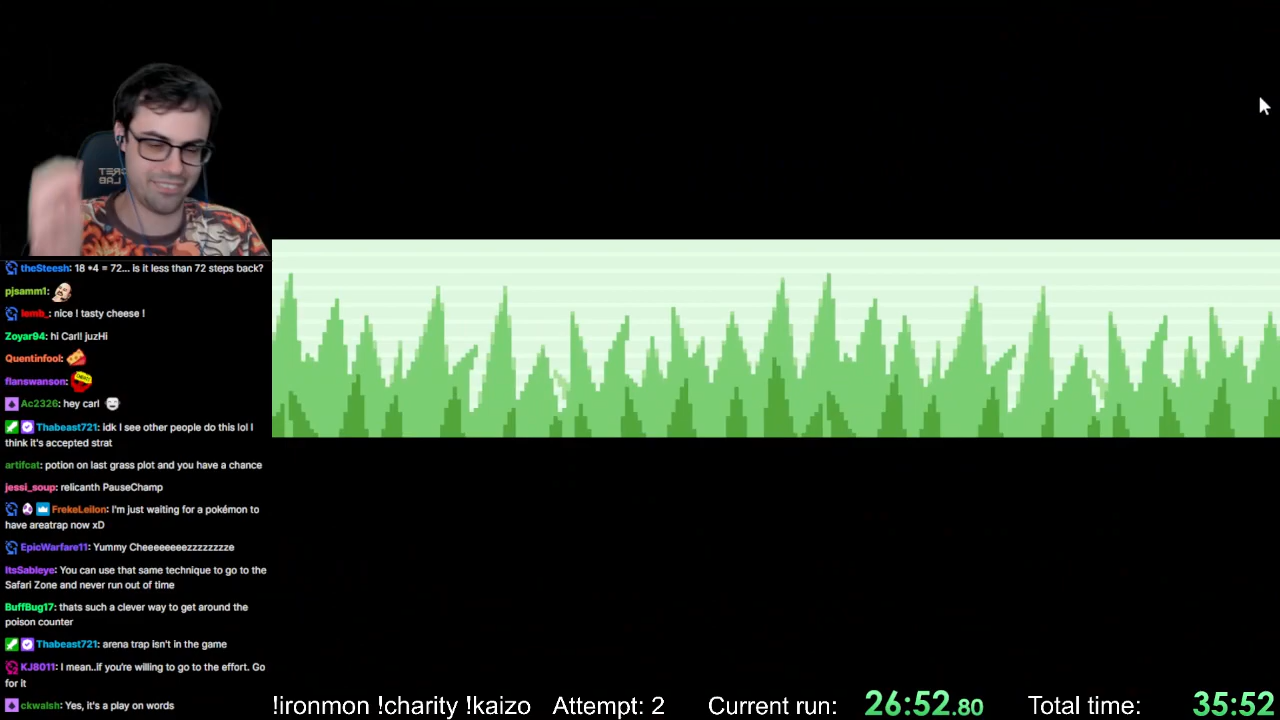 theSteesh: 18 *4 = 72... is it less than 72 steps back?
pjsamm1:
lemb_: nice ! tasty cheese !
Zoyar94: hi Carl! juzHi
Quentinfool:
flanswanson:
Ac2326: hey carl
Thabeast721: idk I see other people do this lol I
think it's accepted strat
artifcat: potion on last grass plot and you have a chance
jessi_soup: relicanth PauseChamp
FrekeLeilon: I'm just waiting for a pokémon to
have areatrap now xD
EpicWarfare11: Yummy Cheeeeeeezzzzzzzze
ItsSableye: You can use that same technique to go to the
Safari Zone and never run out of time
BuffBug17: thats such a clever way to get around the
poison counter
Thabeast721: arena trap isn't in the game
KJ8011: I mean..if you're willing to go to the effort. Go
for it
ckwalsh: Yes, it's a play on words
!ironmon !charity !kaizo Attempt: 2 Current run: 26:52.80 Total time: 35:52